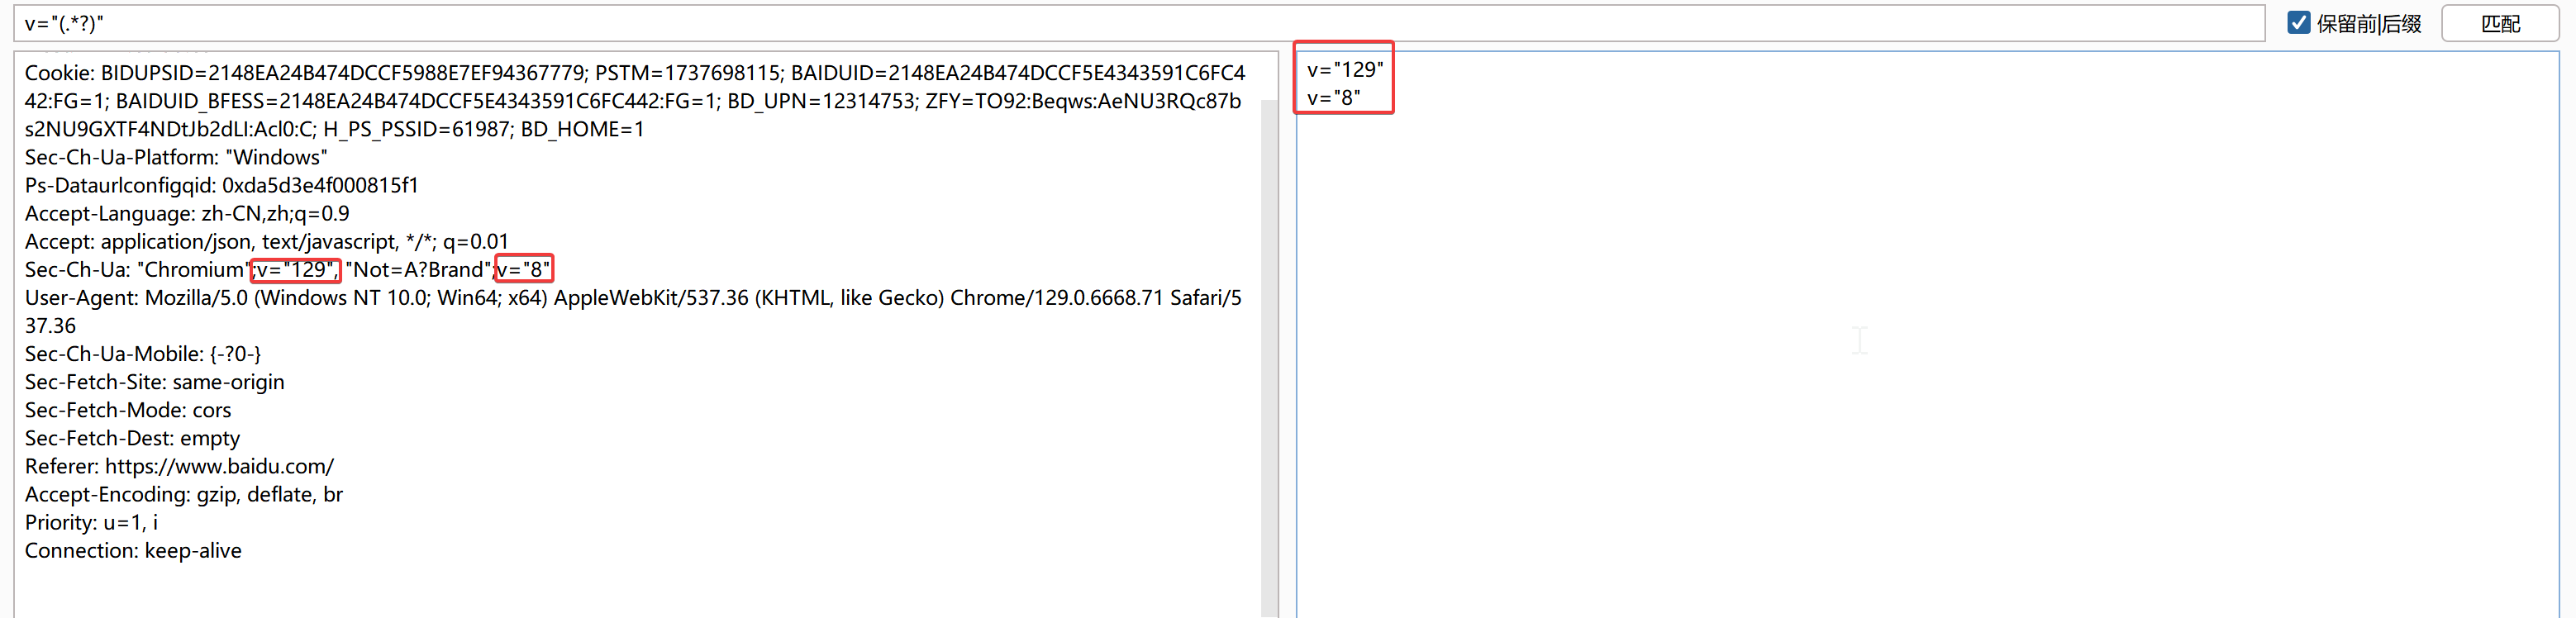 v="(.*?)"
保留前|后缀
匹配
Cookie: BIDUPSID=2148EA24B474DCCF5988E7EF94367779; PSTM=1737698115; BAIDUID=2148EA24B474DCCF5E4343591C6FC4
42:FG=1; BAIDUID_BFESS=2148EA24B474DCCF5E4343591C6FC442:FG=1; BD_UPN=12314753; ZFY=TO92:Beqws:AeNU3RQc87b
s2NU9GXTF4NDtJb2dLI:Acl0:C; H_PS_PSSID=61987; BD_HOME=1
Sec-Ch-Ua-Platform: "Windows"
Ps-Dataurlconfigqid: 0xda5d3e4f000815f1
Accept-Language: zh-CN,zh;q=0.9
Accept: application/json, text/javascript, */*; q=0.01
Sec-Ch-Ua: "Chromium";v="129", "Not=A?Brand";v="8"
User-Agent: Mozilla/5.0 (Windows NT 10.0; Win64; x64) AppleWebKit/537.36 (KHTML, like Gecko) Chrome/129.0.6668.71 Safari/5
37.36
Sec-Ch-Ua-Mobile: {-?0-}
Sec-Fetch-Site: same-origin
Sec-Fetch-Mode: cors
Sec-Fetch-Dest: empty
Referer: https://www.baidu.com/
Accept-Encoding: gzip, deflate, br
Priority: u=1, i
Connection: keep-alive
v="129"
v="8"